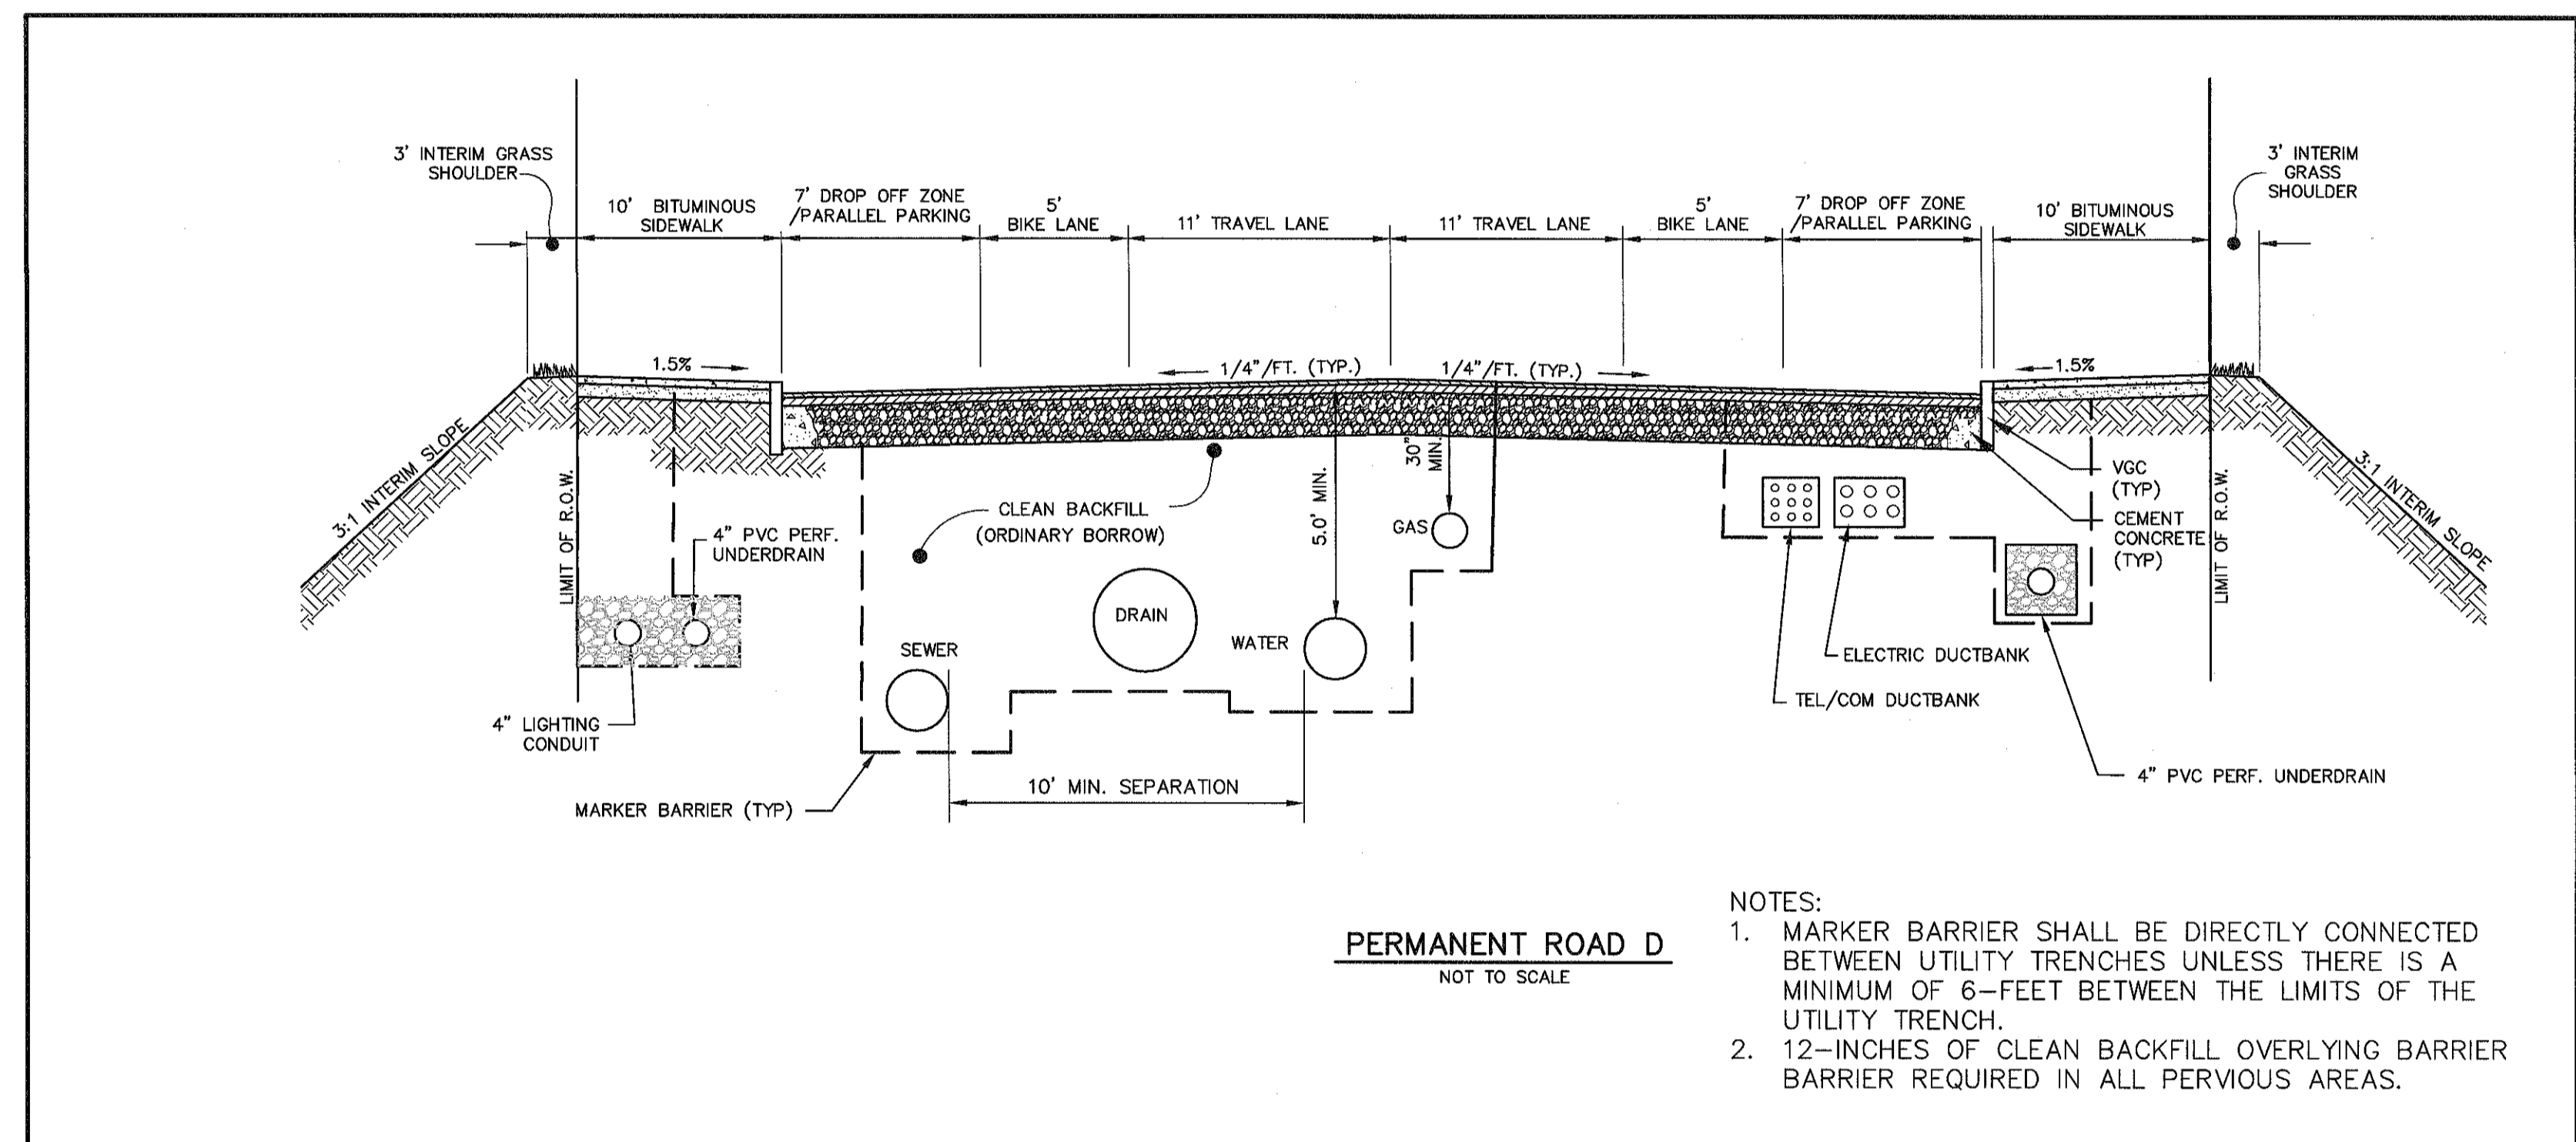 3' INTERIM GRASS
SHOULDER
10' BITUMINOUS
SIDEWALK
7' DROP OFF ZONE
/PARALLEL PARKING
5'
BIKE LANE
11' TRAVEL LANE
11' TRAVEL LANE
5'
BIKE LANE
7' DROP OFF ZONE
/PARALLEL PARKING
10' BITUMINOUS
SIDEWALK
3' INTERIM
GRASS
SHOULDER
1.5%
1/4"/FT. (TYP.)
1/4"/FT. (TYP.)
1.5%
3:1 INTERIM SLOPE
LIMIT OF R.O.W.
4" PVC PERF.
UNDERDRAIN
CLEAN BACKFILL
(ORDINARY BORROW)
5.0' MIN.
30"
MIN.
GAS
VGC
(TYP)
CEMENT
CONCRETE
(TYP)
LIMIT OF R.O.W.
3:1 INTERIM SLOPE
DRAIN
SEWER
WATER
ELECTRIC DUCTBANK
TEL/COM DUCTBANK
4" LIGHTING
CONDUIT
10' MIN. SEPARATION
MARKER BARRIER (TYP)
4" PVC PERF. UNDERDRAIN
PERMANENT ROAD D
NOT TO SCALE
NOTES:
1. MARKER BARRIER SHALL BE DIRECTLY CONNECTED
BETWEEN UTILITY TRENCHES UNLESS THERE IS A
MINIMUM OF 6-FEET BETWEEN THE LIMITS OF THE
UTILITY TRENCH.
2. 12-INCHES OF CLEAN BACKFILL OVERLYING BARRIER
BARRIER REQUIRED IN ALL PERVIOUS AREAS.